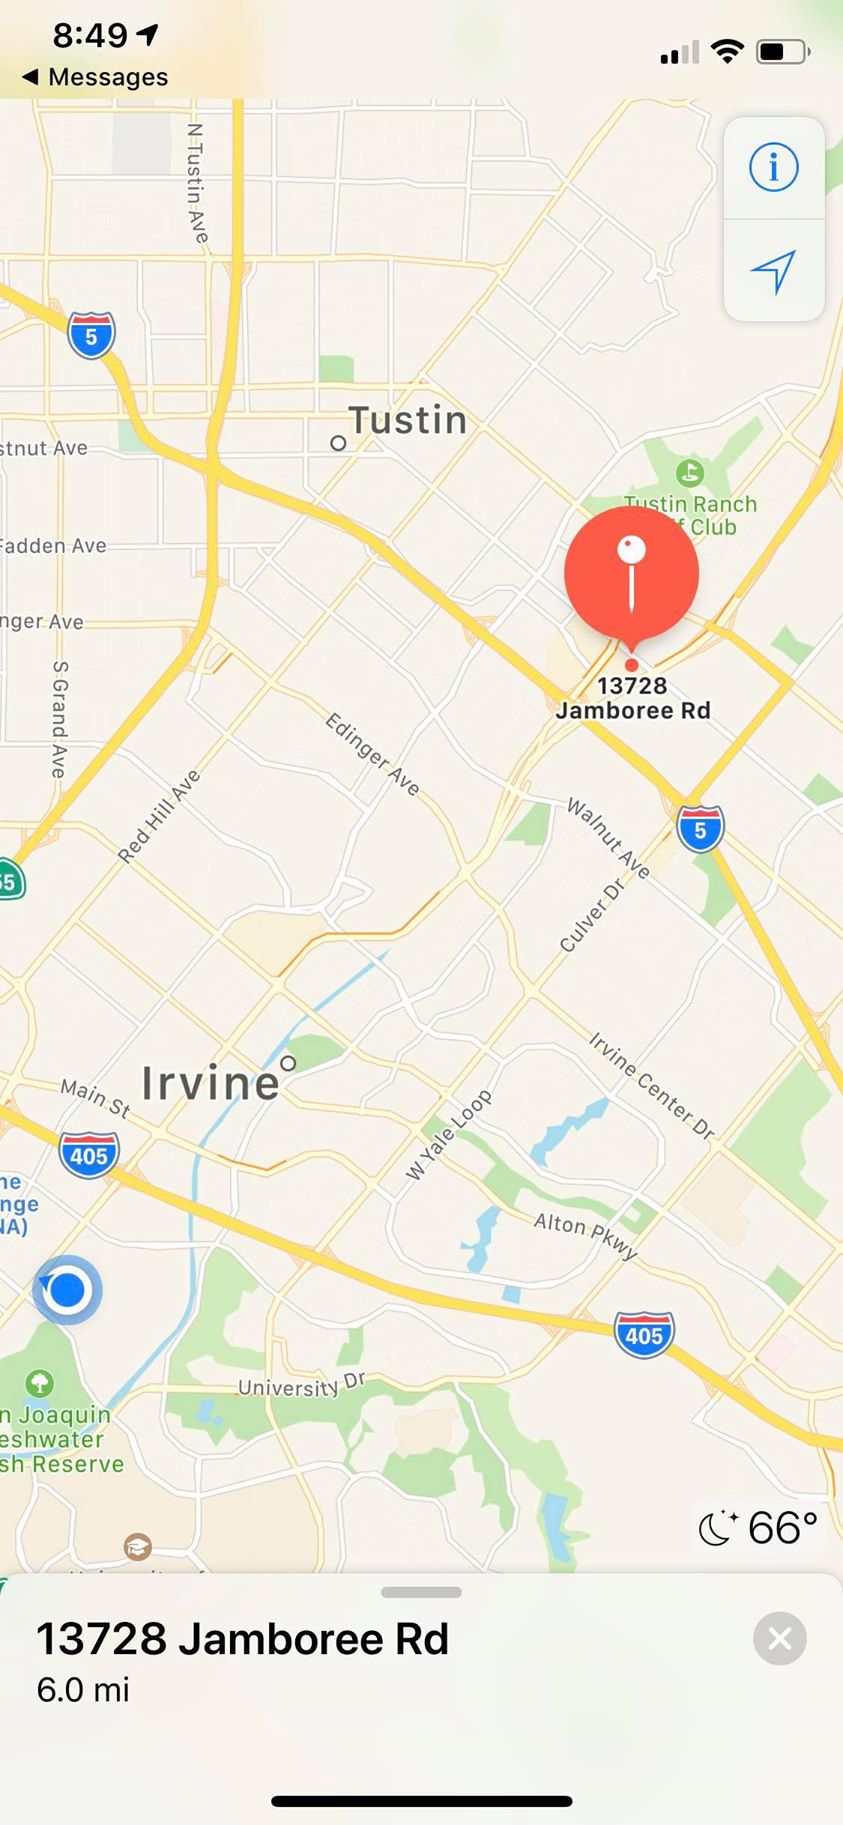 8:49
Messages
N Tustin Ave
5
Tustin
stnut Ave
Tustin Ranch
f Club
Fadden Ave
nger Ave
S Grand Ave
13728
Jamboree Rd
Edinger Ave
Red Hill Ave
Walnut Ave
5
55
Culver Dr
Irvine
Irvine Center Dr
Main St
W Yale Loop
405
ne
nge
NA)
Alton Pkwy
405
University Dr
n Joaquin
eshwater
sh Reserve
66°
13728 Jamboree Rd
6.0 mi